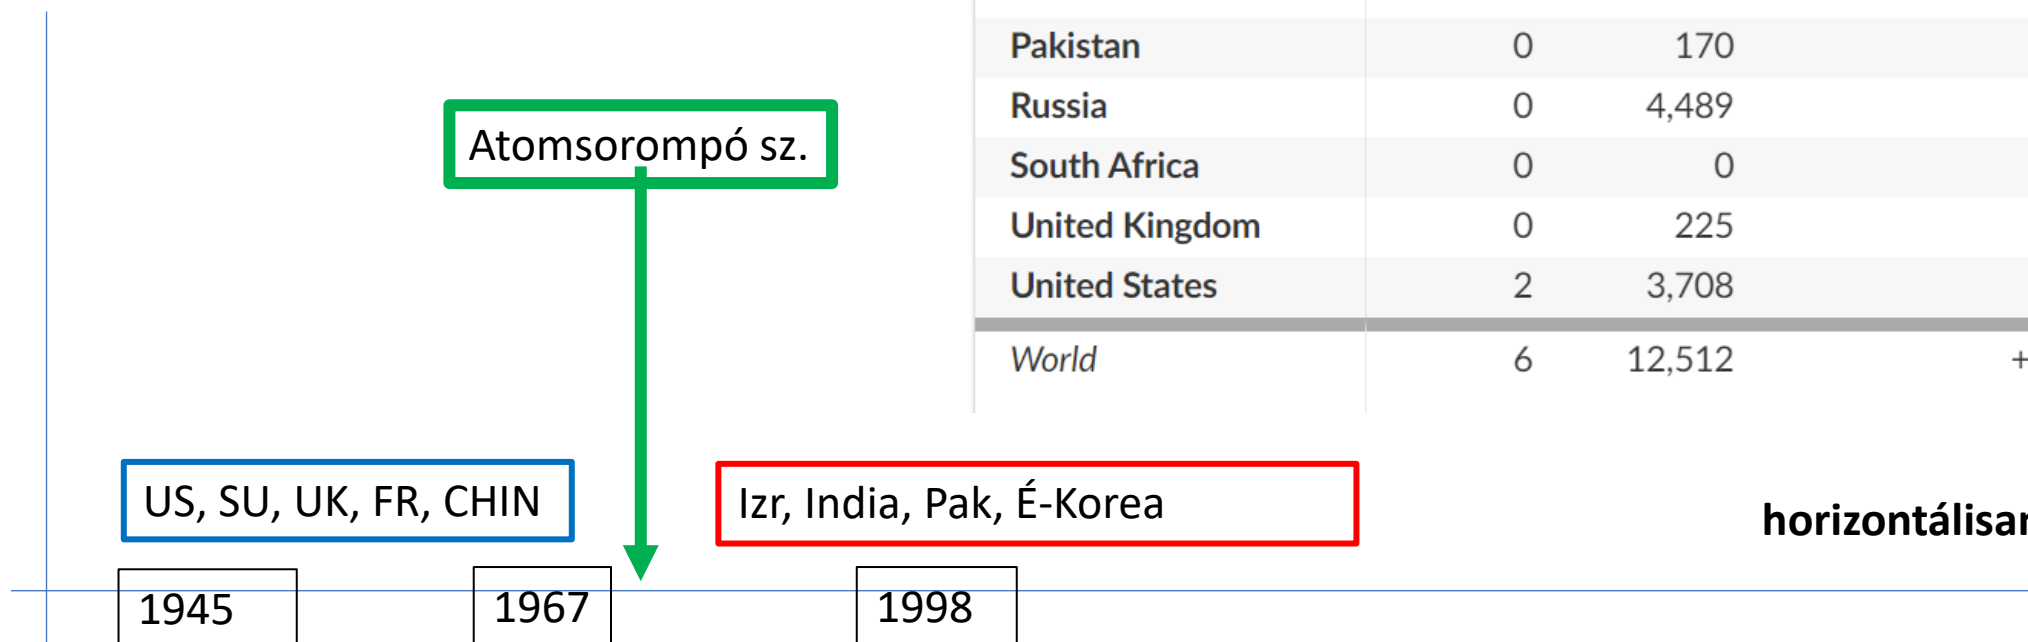 Pakistan 0 170
Russia 0 4,489
South Africa 0 0
United Kingdom 0 225
United States 2 3,708
World 6 12,512 +
Atomsorompó sz.
US, SU, UK, FR, CHIN
Izr, India, Pak, É-Korea
horizontálisan
1945
1967
1998